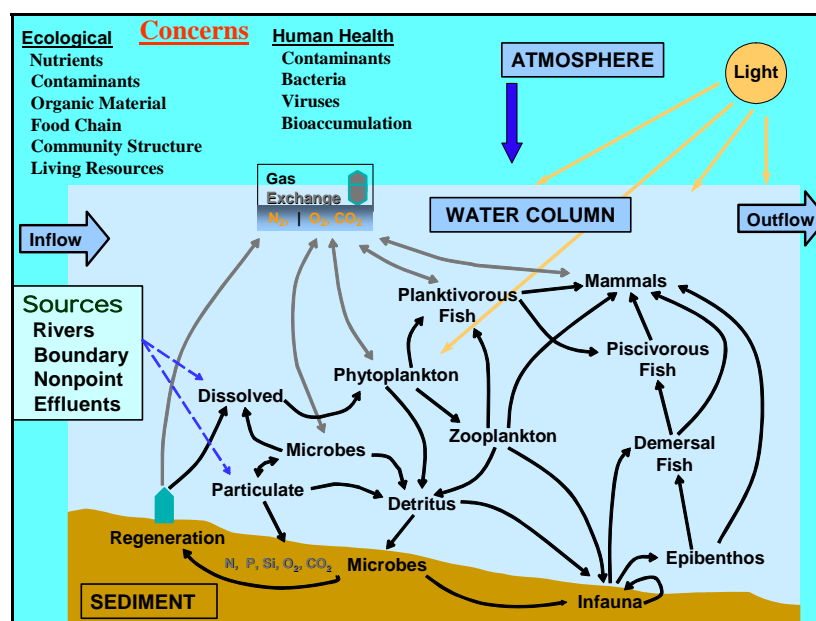 Concerns
Ecological
Nutrients
Contaminants
Organic Material
Food Chain
Community Structure
Living Resources
Human Health
Contaminants
Bacteria
Viruses
Bioaccumulation
ATMOSPHERE
Light
Gas
Exchange
N₂, | O₂, CO₂
WATER COLUMN
Inflow
Outflow
Sources
Rivers
Boundary
Nonpoint
Effluents
Planktivorous
Fish
Mammals
Piscivorous
Fish
Phytoplankton
Dissolved
Zooplankton
Demersal
Fish
Microbes
Particulate
Detritus
Regeneration
N, P, Si, O₂, CO₂
Microbes
Epibenthos
Infauna
SEDIMENT